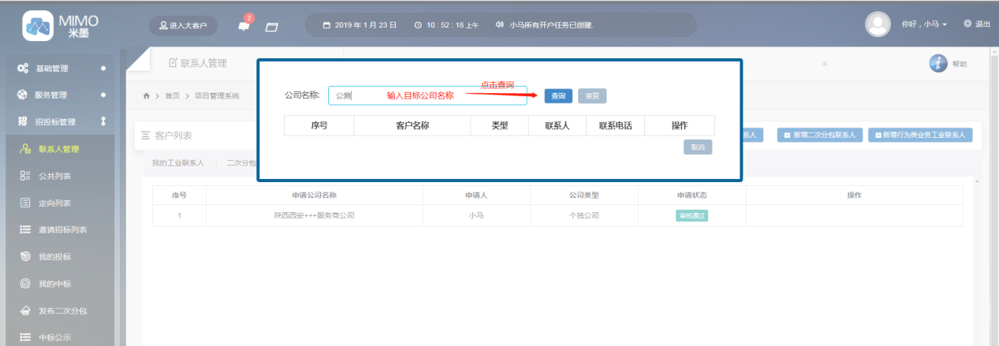 MIMO
米墨
进入大客户
2
2019 年 1 月 23 日
10 : 52 : 18 上午
小马所有开户任务已创建.
你好，小马
退出
基础管理
服务管理
招投标管理
联系人管理
公共列表
定向列表
邀请招标列表
我的投标
我的中标
发布二次分包
中标公示
联系人管理
帮助
首页 > 项目管理系统
客户列表
系人
新增二次分包联系人
新增行为类业务工业联系人
我的工业联系人 | 二次分包
点击查询
公司名称: 公测 输入目标公司名称 查询 重置
序号 客户名称 类型 联系人 联系电话 操作
取消
序号 申请公司名称 申请人 公司类型 申请状态 操作
1 陕西西安+++服务商公司 小马 个独公司 审核通过